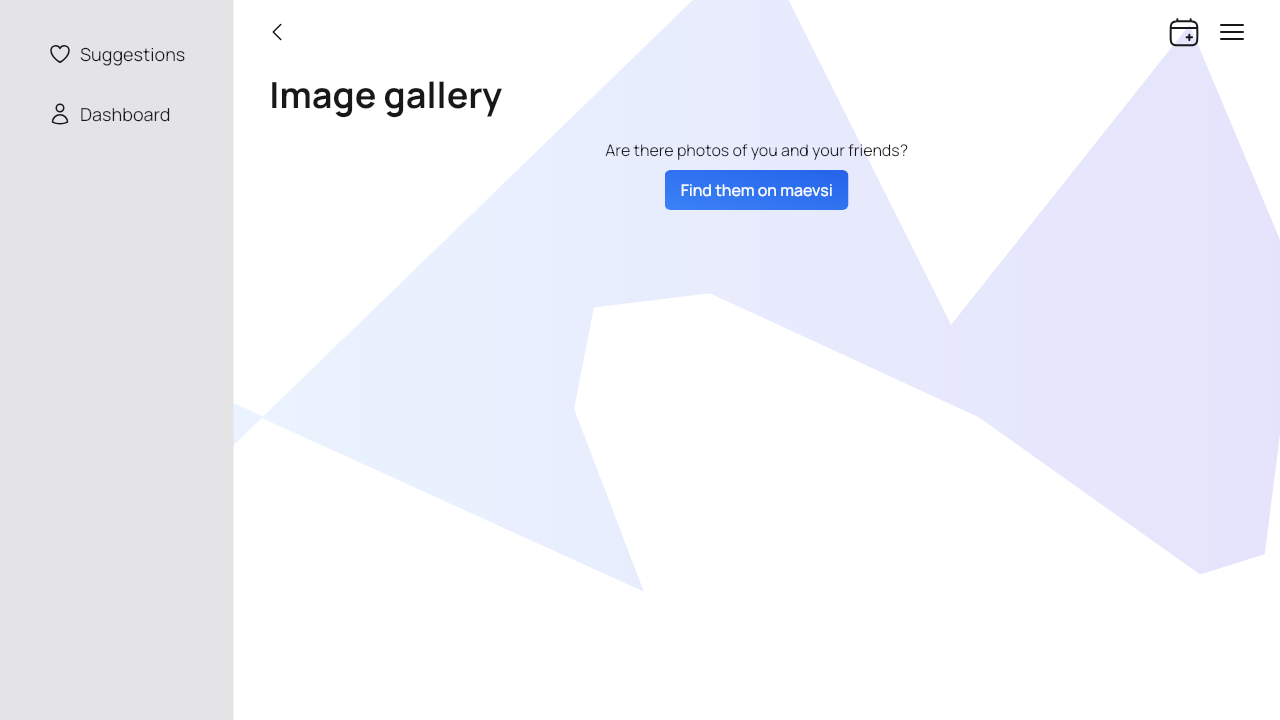 Suggestions
Dashboard
Image gallery
Are there photos of you and your friends?
Find them on maevsi